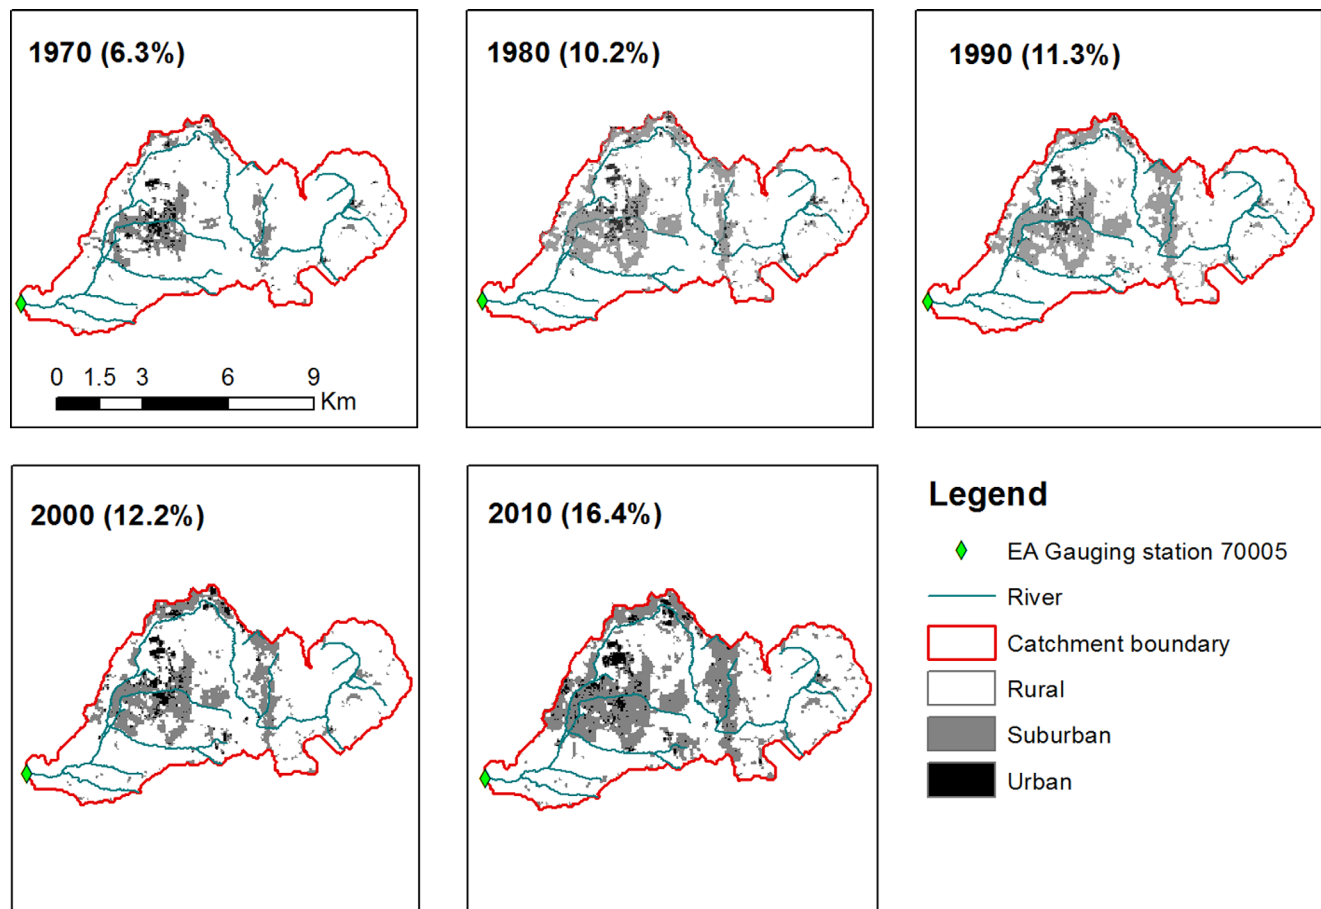 1970 (6.3%)
1980 (10.2%)
1990 (11.3%)
0 1.5 3 6 9
Km
2000 (12.2%)
2010 (16.4%)
Legend
EA Gauging station 70005
River
Catchment boundary
Rural
Suburban
Urban